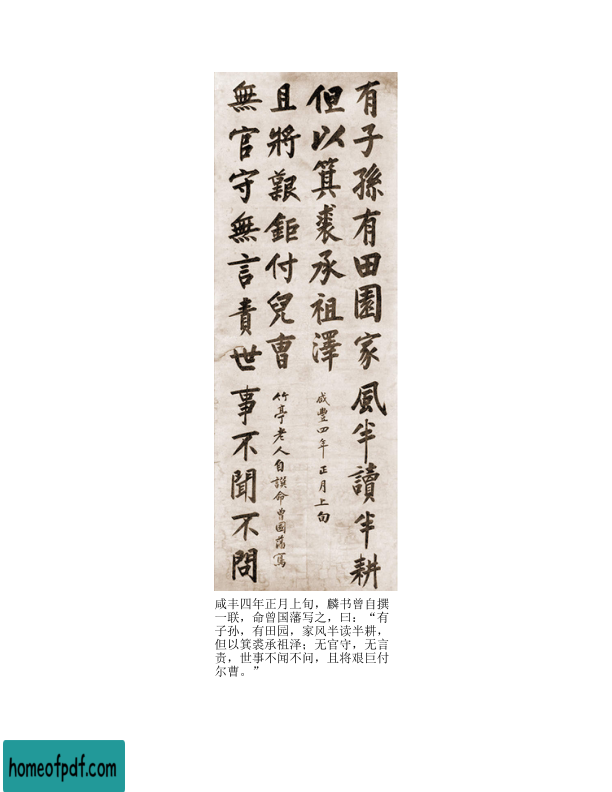 有子孫有田園家風半讀半耕
但以箕裘承祖澤
咸豐四年正月上旬
無官守無言責世事不聞不問
且將艱鉅付兒曹
竹亭老人自譔命曾國藩寫
咸丰四年正月上旬，麟书曾自撰
一联，命曾国藩写之，曰：“有
子孙，有田园，家风半读半耕，
但以箕裘承祖泽；无官守，无言
责，世事不闻不问，且将艰巨付
尔曹。”
homeofpdf.com